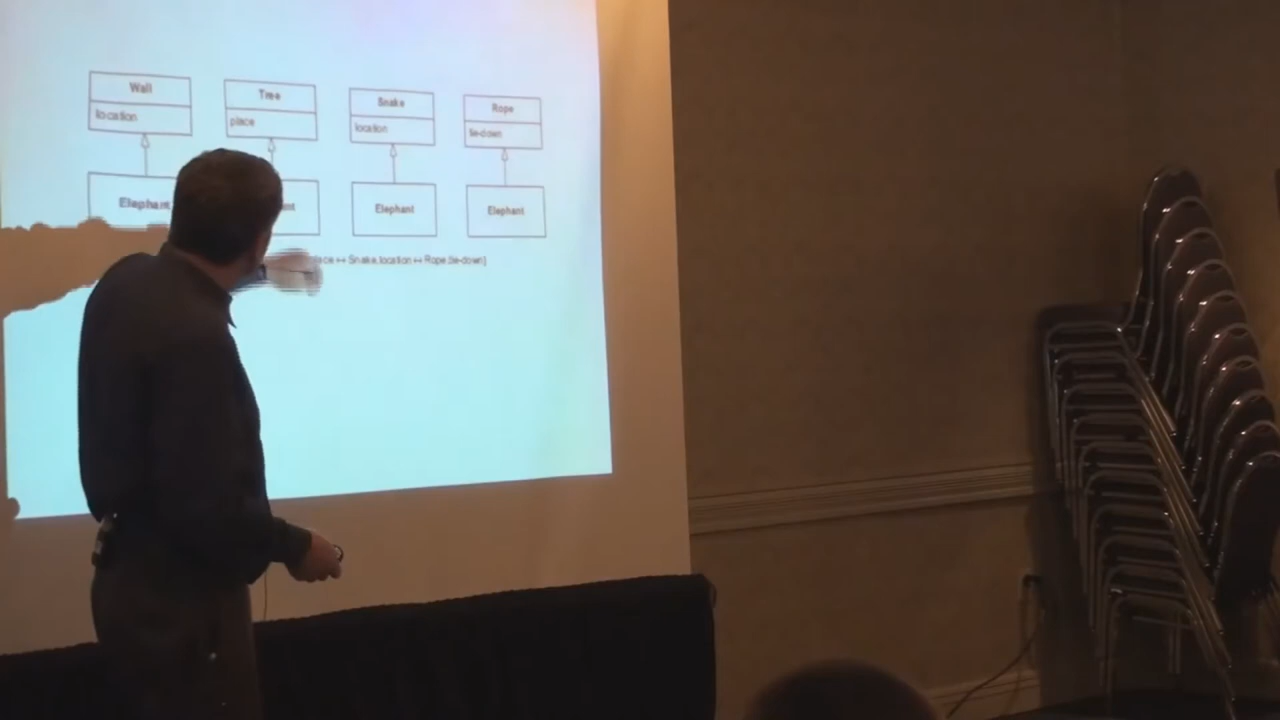 Wall Tree Snake Rope
location place location tie-down
Elephant Elephant Elephant
Snake.location ↔ Rope.tie-down]